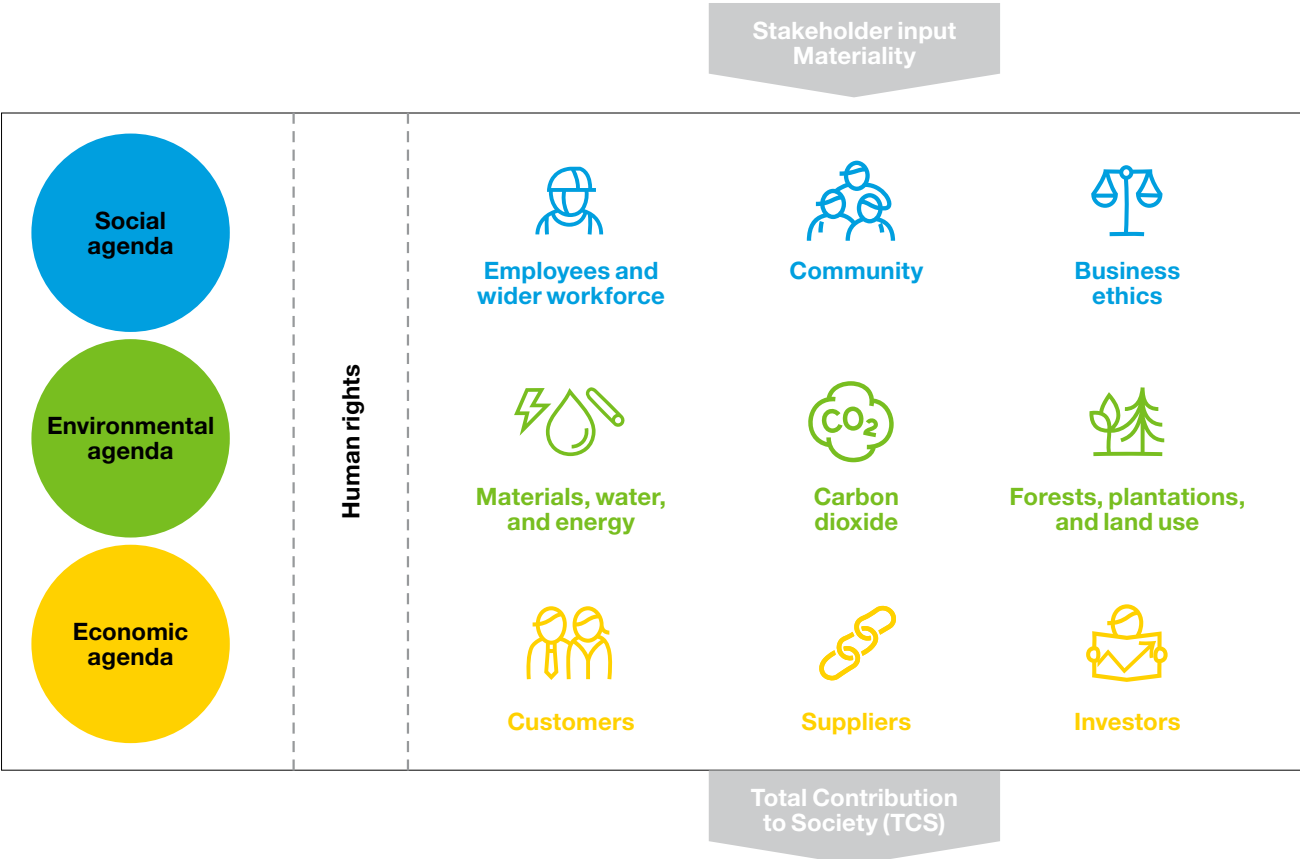 Stakeholder input
Materiality
Social
agenda
Employees and
wider workforce
Community
Business
ethics
Human rights
Environmental
agenda
CO2
Materials, water,
and energy
Carbon
dioxide
Forests, plantations,
and land use
Economic
agenda
Customers
Suppliers
Investors
Total Contribution
to Society (TCS)